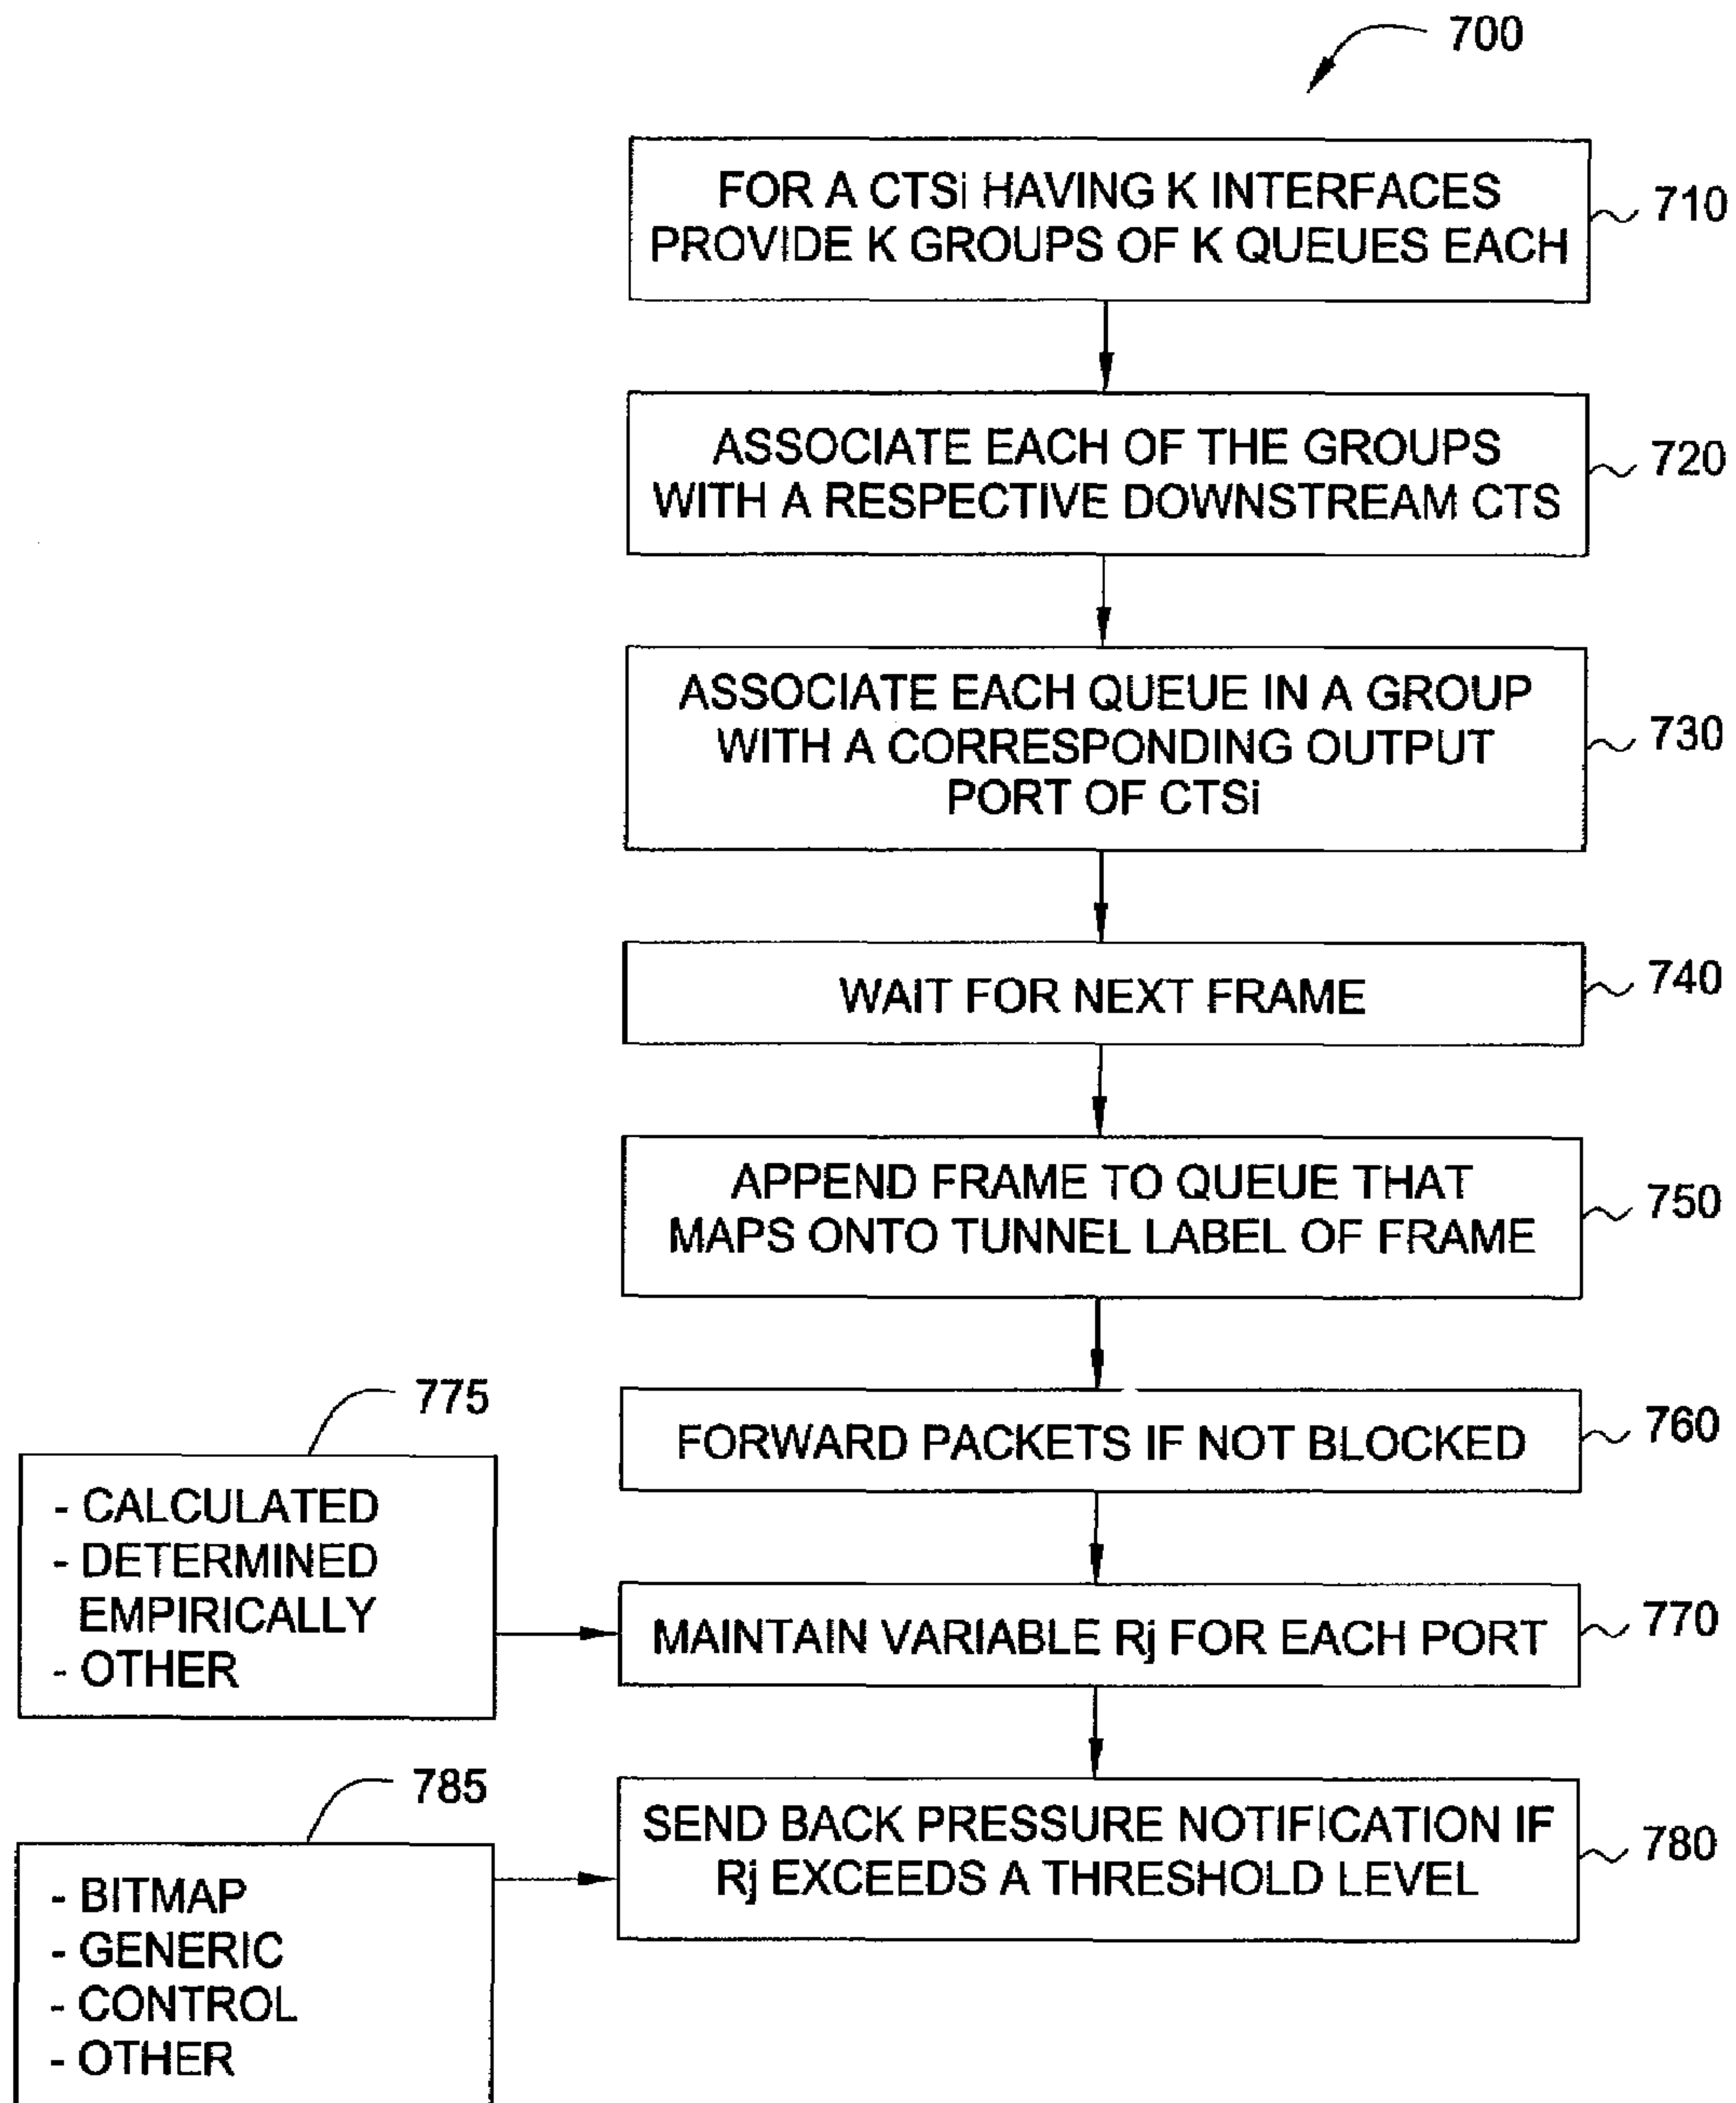 700
FOR A CTSi HAVING K INTERFACES
PROVIDE K GROUPS OF K QUEUES EACH
710
ASSOCIATE EACH OF THE GROUPS
WITH A RESPECTIVE DOWNSTREAM CTS
720
ASSOCIATE EACH QUEUE IN A GROUP
WITH A CORRESPONDING OUTPUT
PORT OF CTSi
730
WAIT FOR NEXT FRAME
740
APPEND FRAME TO QUEUE THAT
MAPS ONTO TUNNEL LABEL OF FRAME
750
FORWARD PACKETS IF NOT BLOCKED
760
775
- CALCULATED
- DETERMINED
EMPIRICALLY
- OTHER
MAINTAIN VARIABLE Rj FOR EACH PORT
770
785
- BITMAP
- GENERIC
- CONTROL
- OTHER
SEND BACK PRESSURE NOTIFICATION IF
Rj EXCEEDS A THRESHOLD LEVEL
780